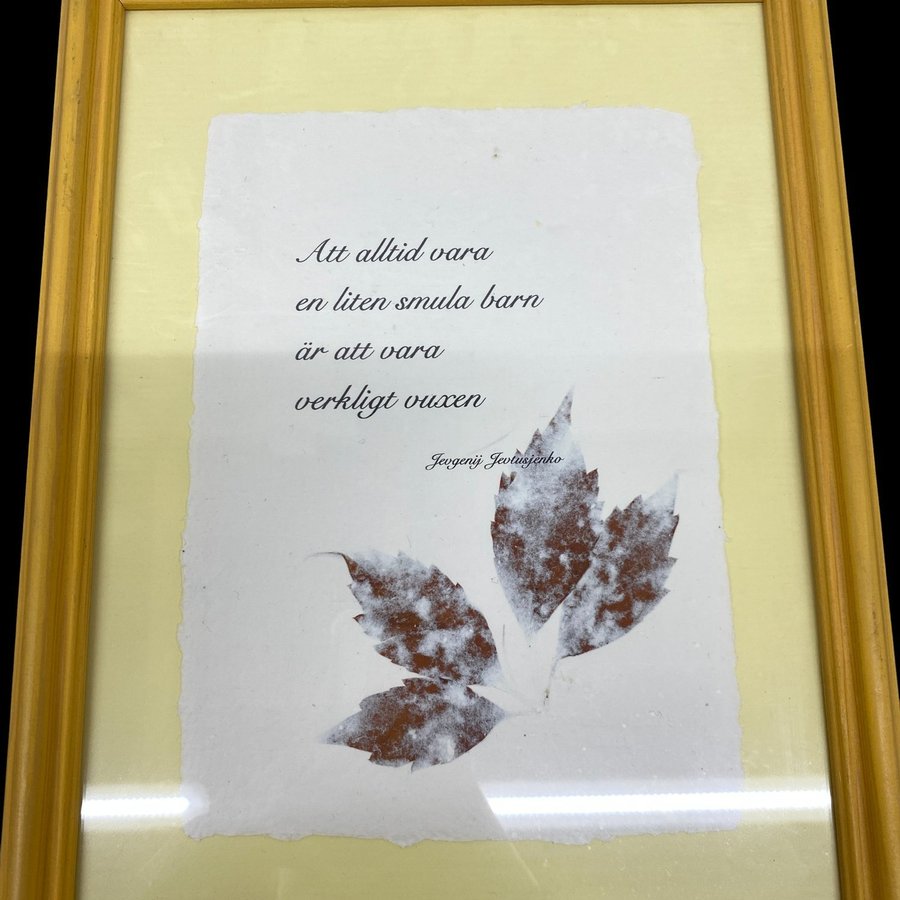 Att alltid vara
en liten smula barn
är att vara
verkligt vuxen
Jevgenij Jevtusjenko